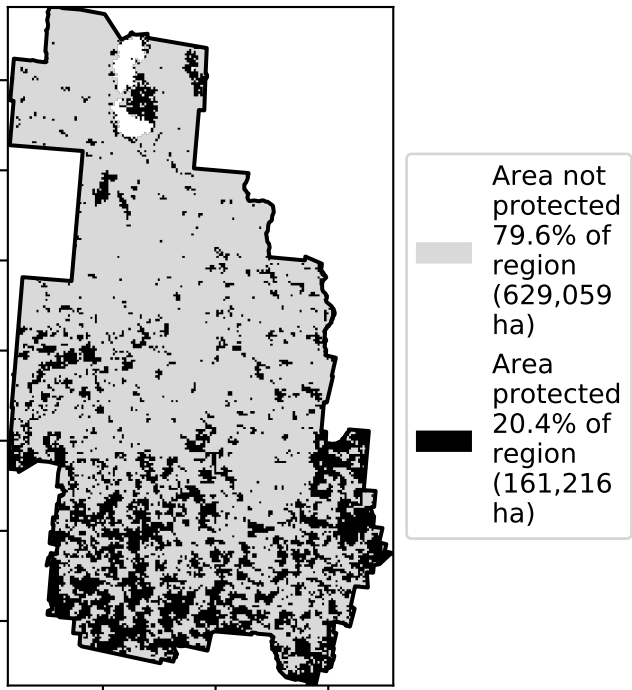 Area not
protected
79.6% of
region
(629,059
ha)
Area
protected
20.4% of
region
(161,216
ha)